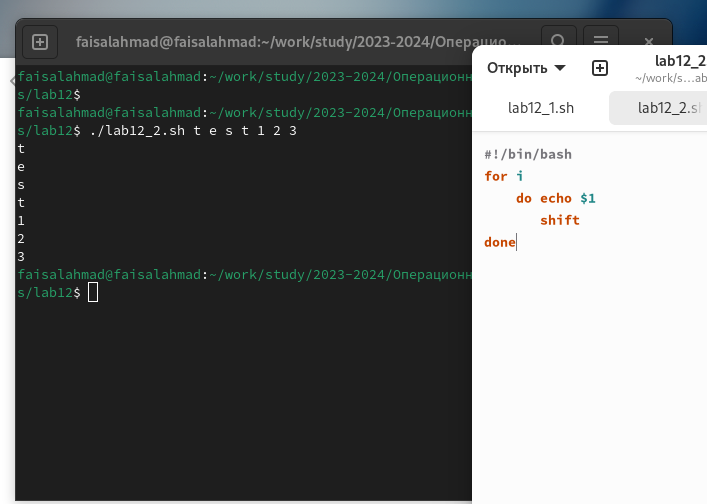 faisalahmad@faisalahmad:~/work/study/2023-2024/Операцио...
faisalahmad@faisalahmad:~/work/study/2023-2024/Операционн
s/lab12$
faisalahmad@faisalahmad:~/work/study/2023-2024/Операционн
s/lab12$ ./lab12_2.sh t e s t 1 2 3
t
e
s
t
1
2
3
faisalahmad@faisalahmad:~/work/study/2023-2024/Операционн
s/lab12$
Открыть
lab12_2
~/work/s...ab
lab12_1.sh
lab12_2.sh
#!/bin/bash
for i
do echo $1
shift
done